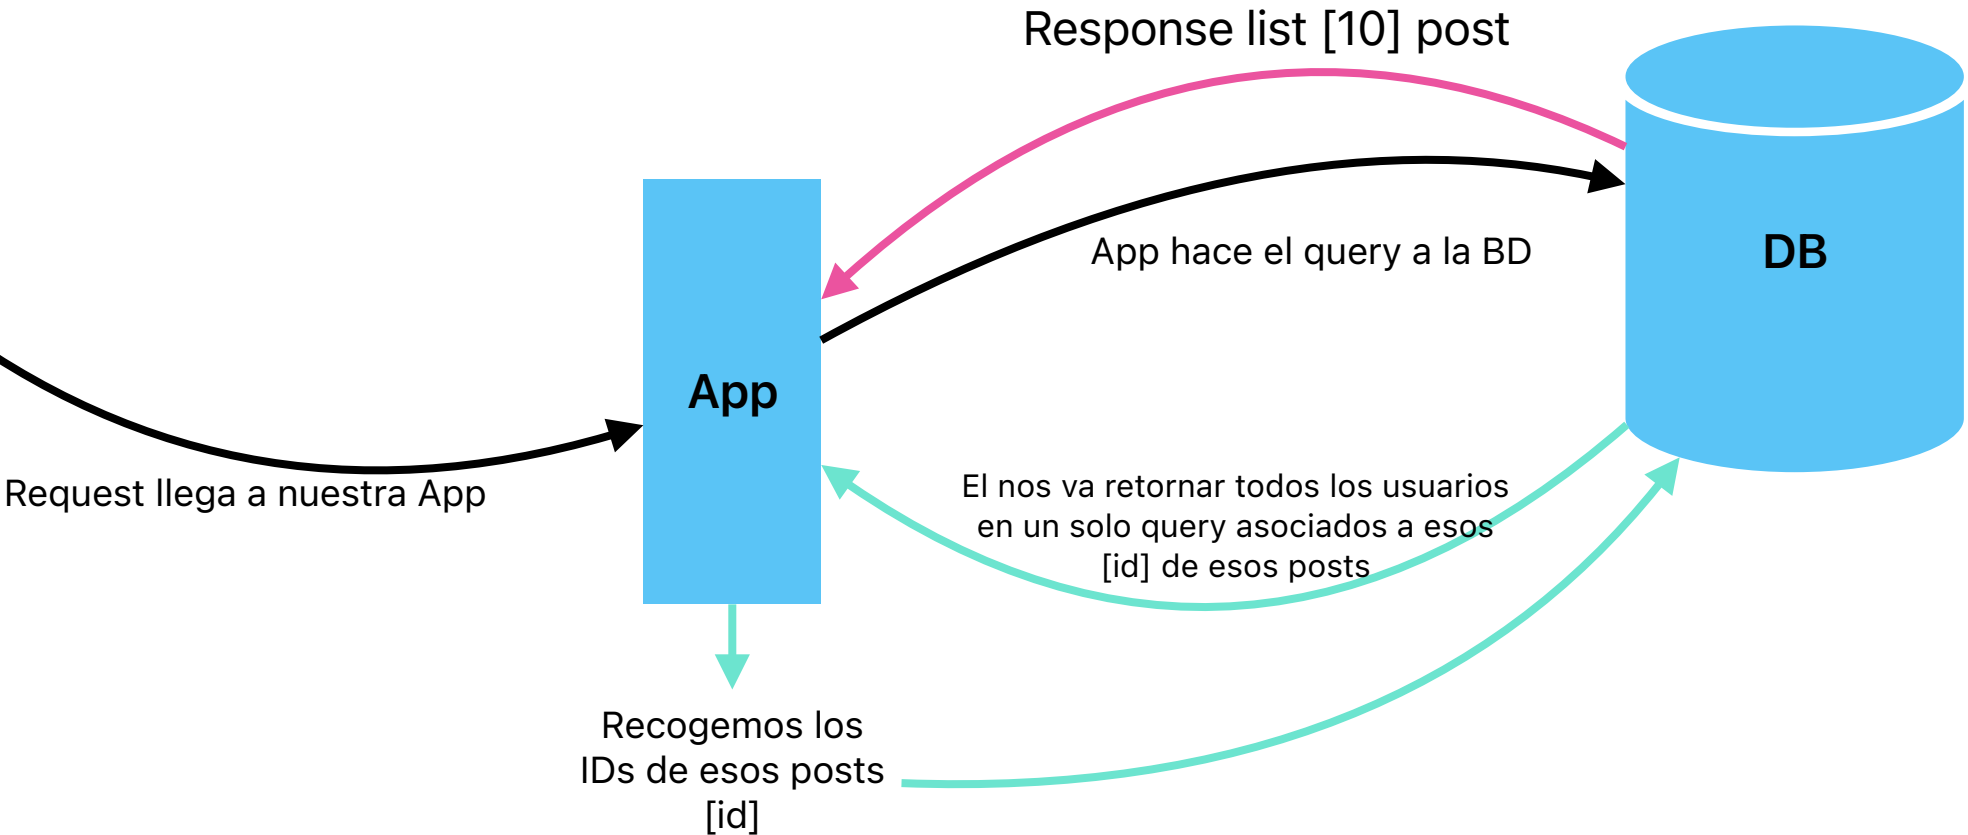 Response list [10] post
App hace el query a la BD
DB
App
Request llega a nuestra App
El nos va retornar todos los usuarios
en un solo query asociados a esos
[id] de esos posts
Recogemos los
IDs de esos posts
[id]